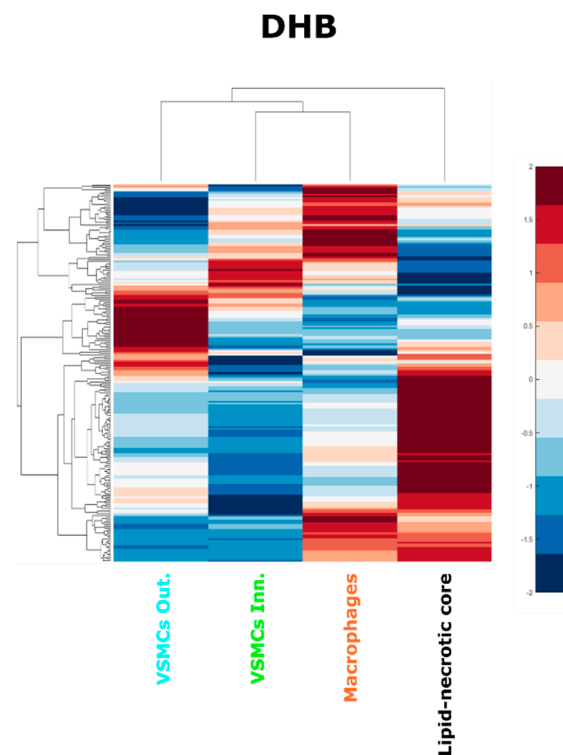 DHB
2
1.5
1
0.5
0
-0.5
-1
-1.5
-2
VSMCs Out.
VSMCs Inn.
Macrophages
Lipid-necrotic core